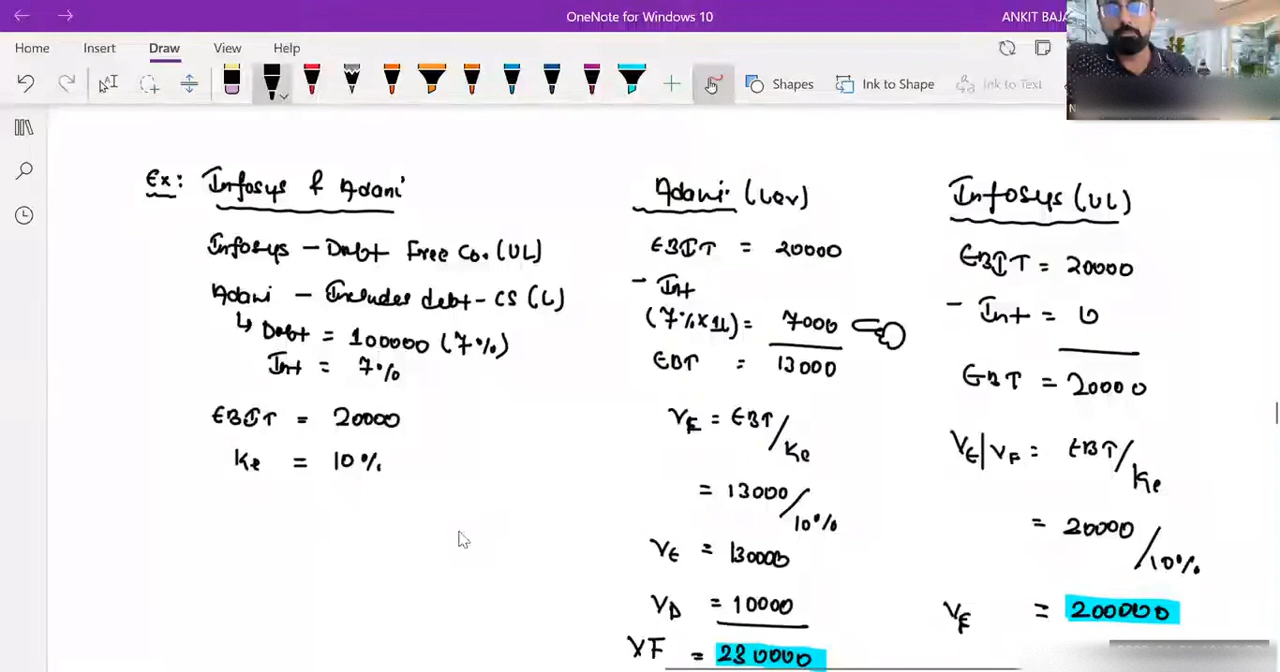 OneNote for Windows 10
ANKIT BAJA
Home Insert Draw View Help
Shapes Ink to Shape Ink to Text
Ex: Infosys & Adani
Infosys - Debt Free Co. (UL)
Adani - Includes debt - CS (L)
↳ Debt = 100000 (7%)
Int = 7%
EBIT = 20000
Ke = 10%
Adani (Lev)
EBIT = 20000
- Int
(7% x 1L) = 7000
EBT = 13000
VE = EBT/Ke
= 13000/10%
VE = 130000
VD = 10000
VF = 230000
Infosys (UL)
EBIT = 20000
- Int = 0
EBT = 20000
VE|VF = EBT/Ke
= 20000/10%
VF = 200000